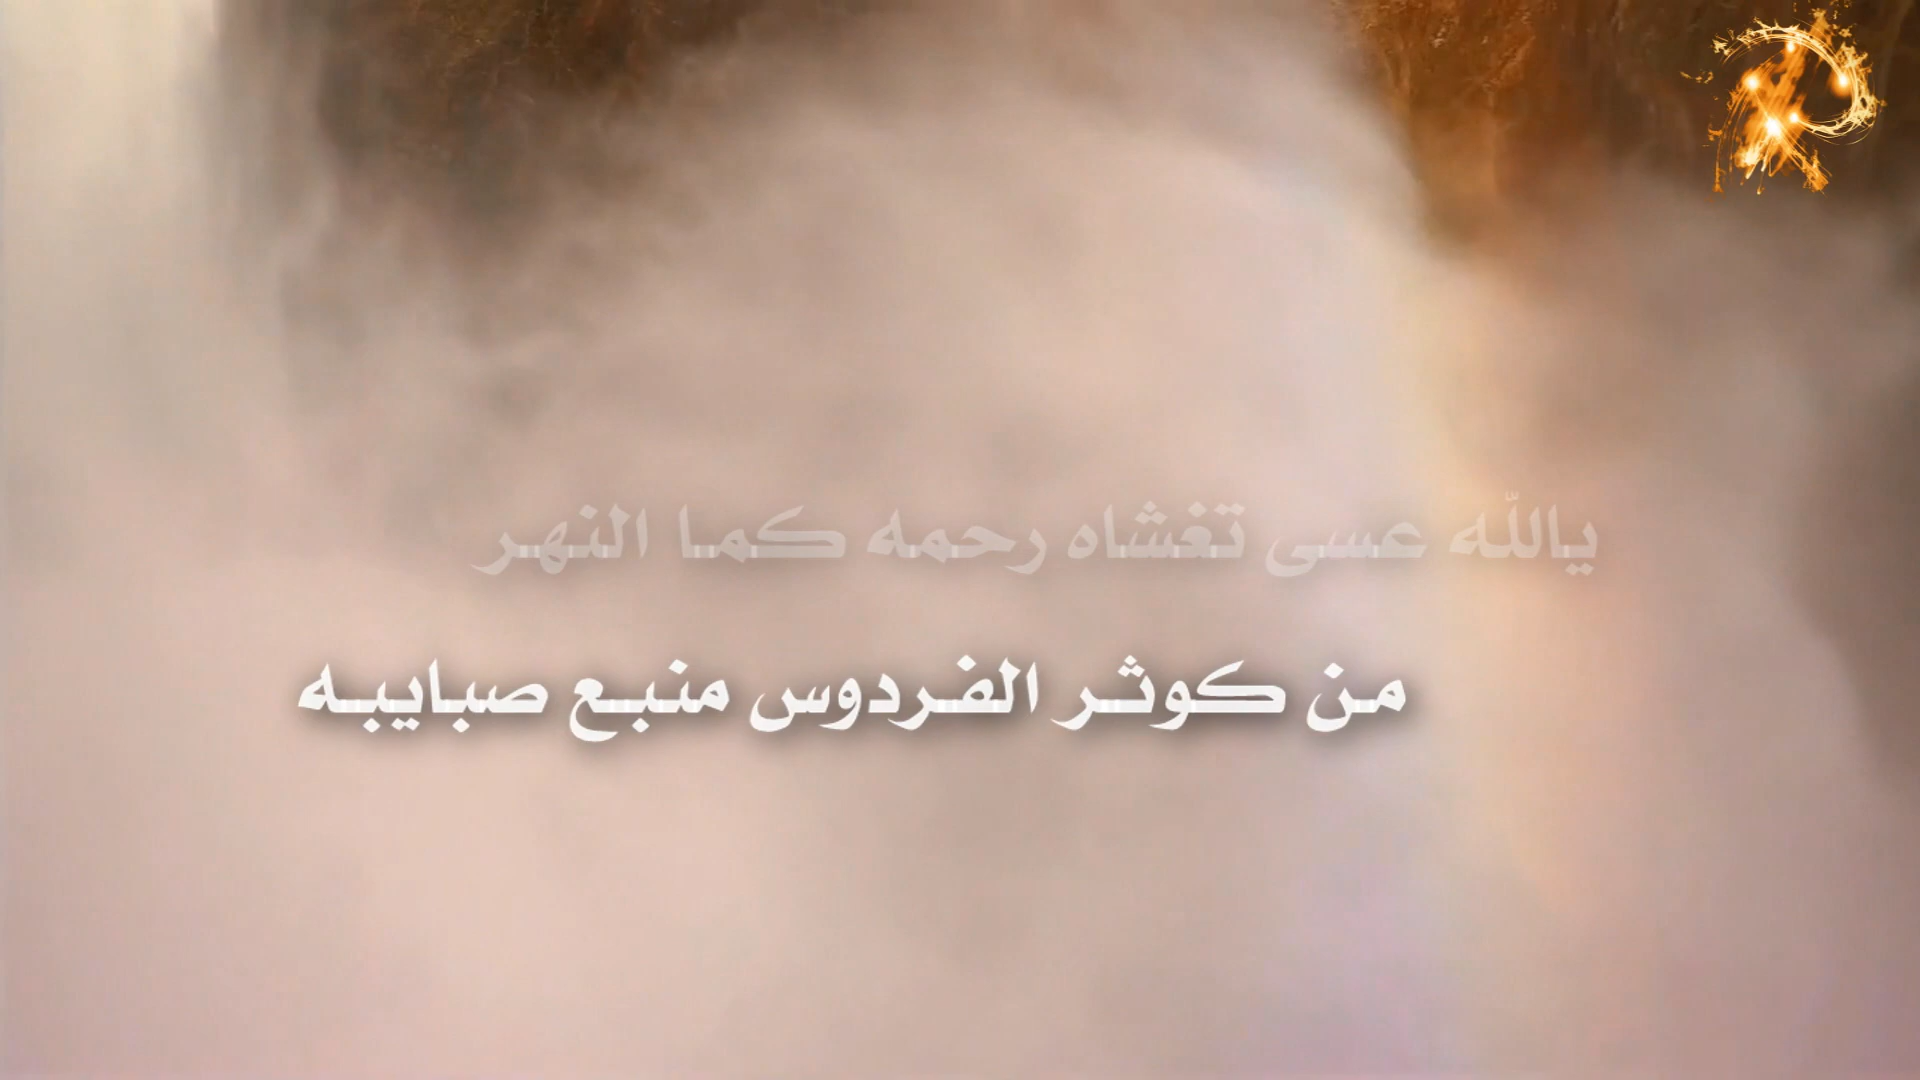 يالله عسى تغشاه رحمه كما النهر
من كوثر الفردوس منبع صبايبه